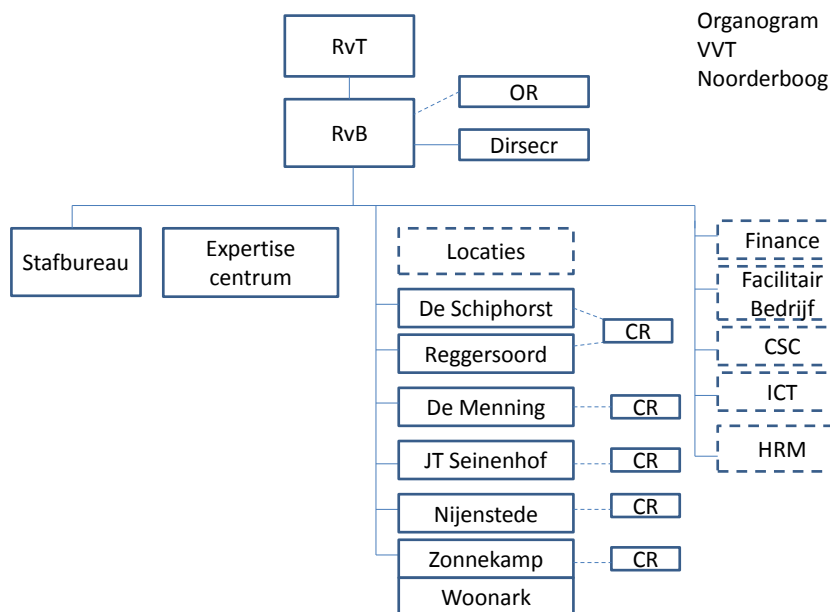 Organogram
VVT
Noorderboog
RvT
OR
RvB
Dirsecr
Stafbureau
Expertise
centrum
Locaties
De Schiphorst
Reggersoord
CR
De Menning
CR
JT Seinenhof
CR
Nijenstede
CR
Zonnekamp
CR
Woonark
Finance
Facilitair
Bedrijf
CSC
ICT
HRM